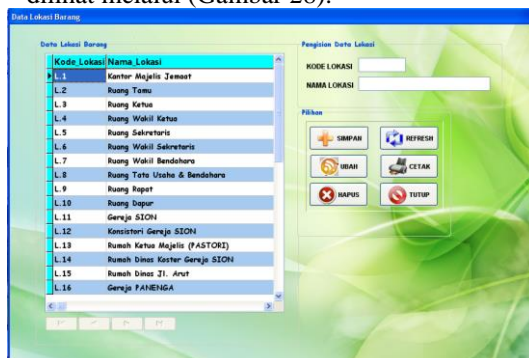 dilihat melalui (Gambar 26).
Data Lokasi Barang
Data Lokasi Barang
Kode_Lokasi Nama_Lokasi
L.1 Kantor Majelis Jemaat
L.2 Ruang Tamu
L.3 Ruang Ketua
L.4 Ruang Wakil Ketua
L.5 Ruang Sekretaris
L.6 Ruang Wakil Sekretaris
L.7 Ruang Wakil Bendahara
L.8 Ruang Tata Usaha & Bendahara
L.9 Ruang Rapat
L.10 Ruang Dapur
L.11 Gereja SION
L.12 Konsistori Gereja SION
L.13 Rumah Ketua Majelis (PASTORI)
L.14 Rumah Dinas Koster Gereja SION
L.15 Rumah Dinas Jl. Arut
L.16 Gereja PANENGA
Pengisian Data Lokasi
KODE LOKASI
NAMA LOKASI
Pilihan
SIMPAN REFRESH
UBAH CETAK
HAPUS TUTUP